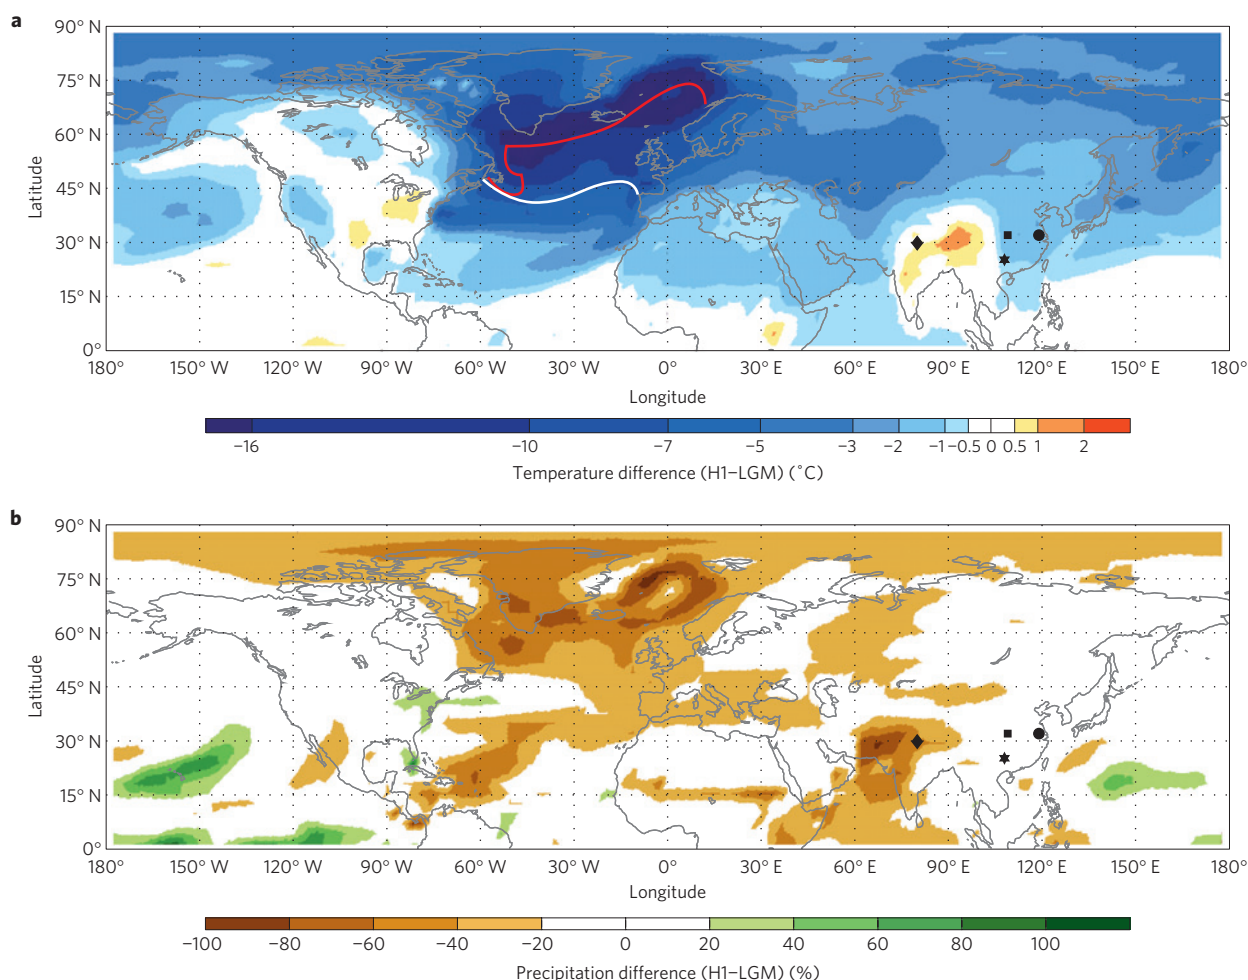 a
90° N
75° N
60° N
45° N
30° N
15° N
0°
Latitude
180° 150° W 120° W 90° W 60° W 30° W 0° 30° E 60° E 90° E 120° E 150° E 180°
Longitude
−16 −10 −7 −5 −3 −2 −1 −0.5 0 0.5 1 2
Temperature difference (H1−LGM) (°C)
b
90° N
75° N
60° N
45° N
30° N
15° N
0°
Latitude
180° 150° W 120° W 90° W 60° W 30° W 0° 30° E 60° E 90° E 120° E 150° E 180°
Longitude
−100 −80 −60 −40 −20 0 20 40 60 80 100
Precipitation difference (H1−LGM) (%)